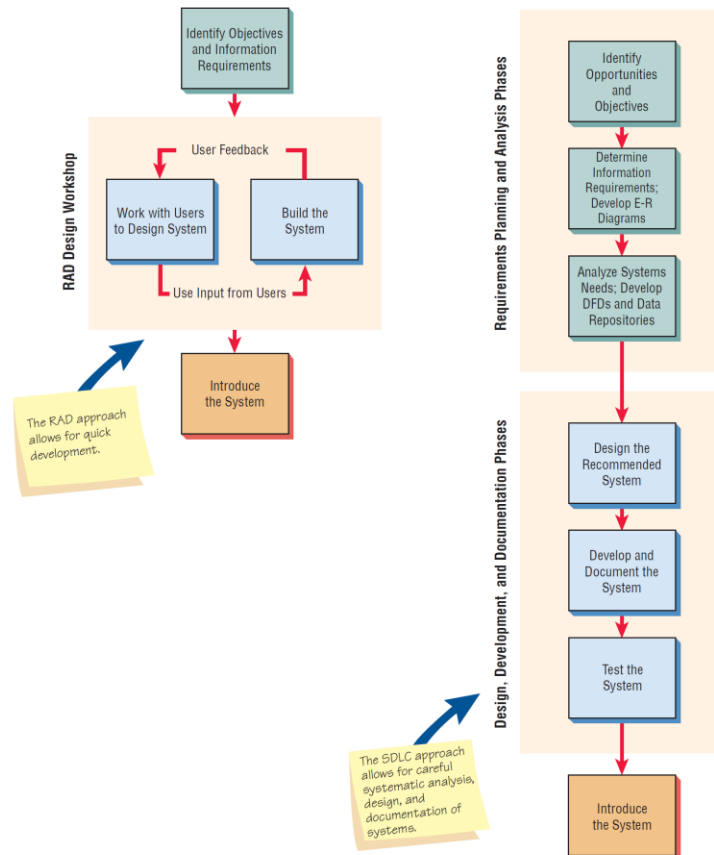 Identify Objectives
and Information
Requirements
RAD Design Workshop
User Feedback
Work with Users
to Design System
Build the
System
Use Input from Users
Introduce
the System
The RAD approach
allows for quick
development.
Requirements Planning and Analysis Phases
Identify
Opportunities
and
Objectives
Determine
Information
Requirements;
Develop E-R
Diagrams
Analyze Systems
Needs; Develop
DFDs and Data
Repositories
Design, Development, and Documentation Phases
Design the
Recommended
System
Develop and
Document the
System
Test the
System
The SDLC approach
allows for careful
systematic analysis,
design, and
documentation of
systems.
Introduce
the System